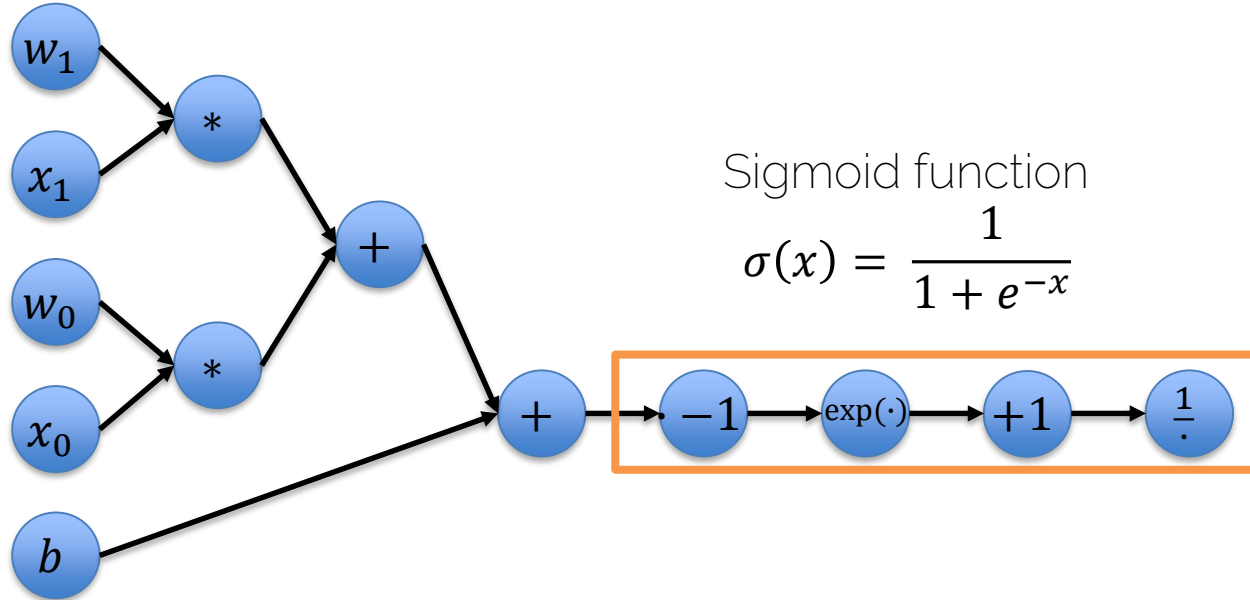 w₁
*
x₁
Sigmoid function
σ(x) = 1 / (1 + e⁻ˣ)
+
w₀
*
x₀
+
· −1
exp(·)
+1
1/·
b